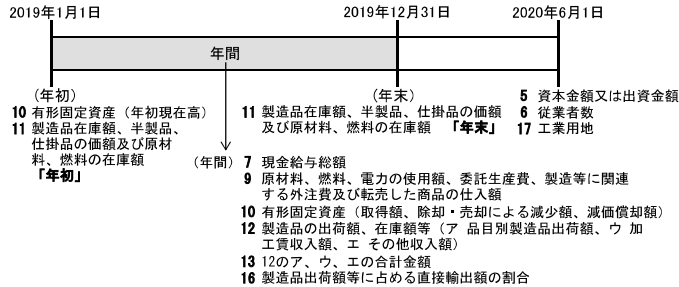 2019年1月1日
2019年12月31日
2020年6月1日
年間
（年初）
10 有形固定資産（年初現在高）
11 製造品在庫額、半製品、
仕掛品の価額及び原材
料、燃料の在庫額
「年初」
（年末）
11 製造品在庫額、半製品、仕掛品の価額
及び原材料、燃料の在庫額 「年末」
5 資本金額又は出資金額
6 従業者数
17 工業用地
（年間）
7 現金給与総額
9 原材料、燃料、電力の使用額、委託生産費、製造等に関連
する外注費及び転売した商品の仕入額
10 有形固定資産（取得額、除却・売却による減少額、減価償却額）
12 製造品の出荷額、在庫額等（ア 品目別製造品出荷額、ウ 加
工賃収入額、エ その他収入額）
13 12のア、ウ、エの合計金額
16 製造品出荷額等に占める直接輸出額の割合